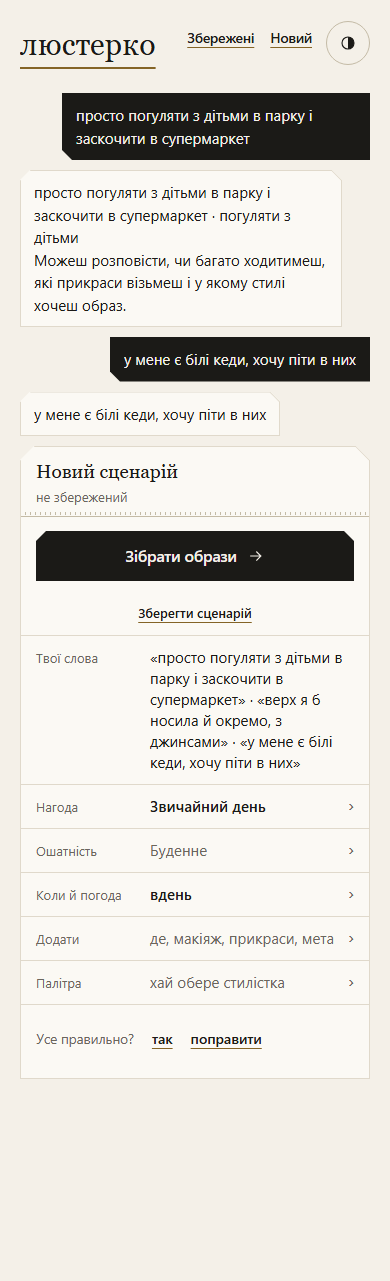 люстерко
Збережені
Новий
просто погуляти з дітьми в парку і
заскочити в супермаркет
просто погуляти з дітьми в парку і
заскочити в супермаркет · погуляти з
дітьми
Можеш розповісти, чи багато ходитимеш,
які прикраси візьмеш і у якому стилі
хочеш образ.
у мене є білі кеди, хочу піти в них
у мене є білі кеди, хочу піти в них
Новий сценарій
не збережений
Зібрати образи →
Зберегти сценарій
Твої слова
«просто погуляти з дітьми в
парку і заскочити в
супермаркет» · «верх я б
носила й окремо, з
джинсами» · «у мене є білі
кеди, хочу піти в них»
Нагода
Звичайний день ›
Ошатність
Буденне ›
Коли й погода
вдень ›
Додати
де, макіяж, прикраси, мета ›
Палітра
хай обере стилістка ›
Усе правильно? так поправити